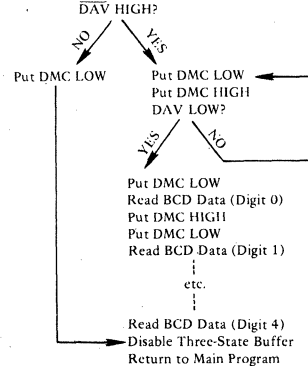 D̅A̅V̅ HIGH?
NO
YES
Put DMC LOW
Put DMC LOW
Put DMC HIGH
DAV LOW?
YES
NO
Put DMC LOW
Read BCD Data (Digit 0)
Put DMC HIGH
Put DMC LOW
Read BCD Data (Digit 1)
etc.
Read BCD Data (Digit 4)
Disable Three-State Buffer
Return to Main Program